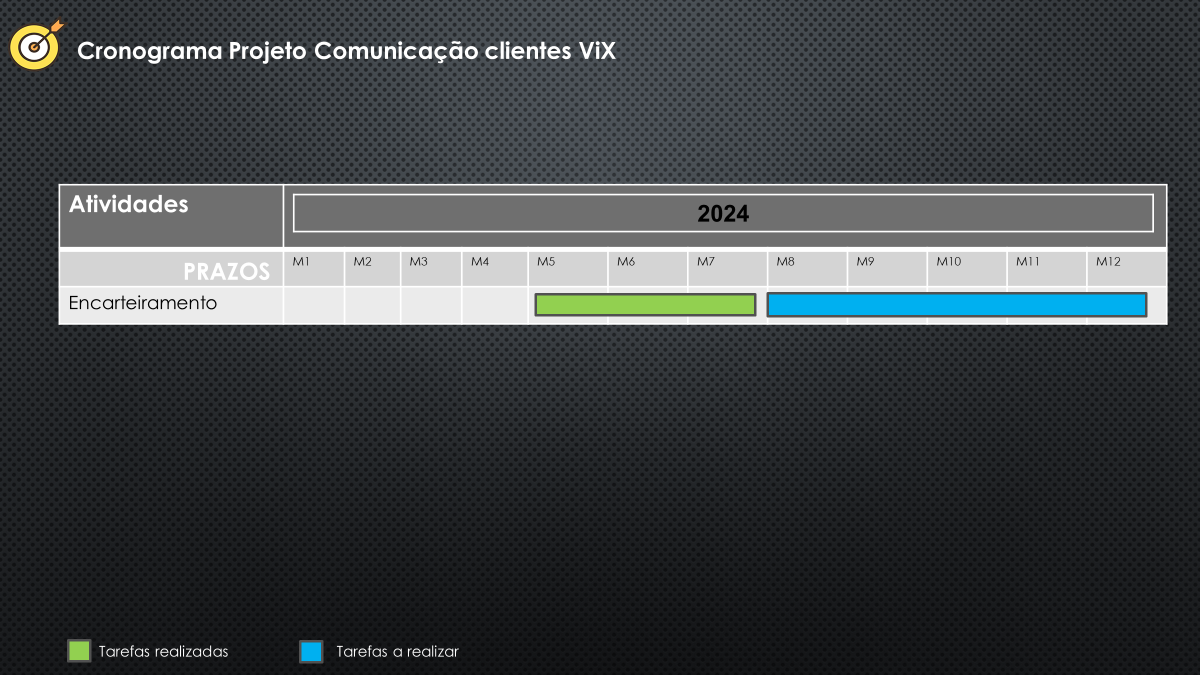 Cronograma Projeto Comunicação clientes ViX
Atividades
2024
PRAZOS M1 M2 M3 M4 M5 M6 M7 M8 M9 M10 M11 M12
Encarteiramento
Tarefas realizadas Tarefas a realizar